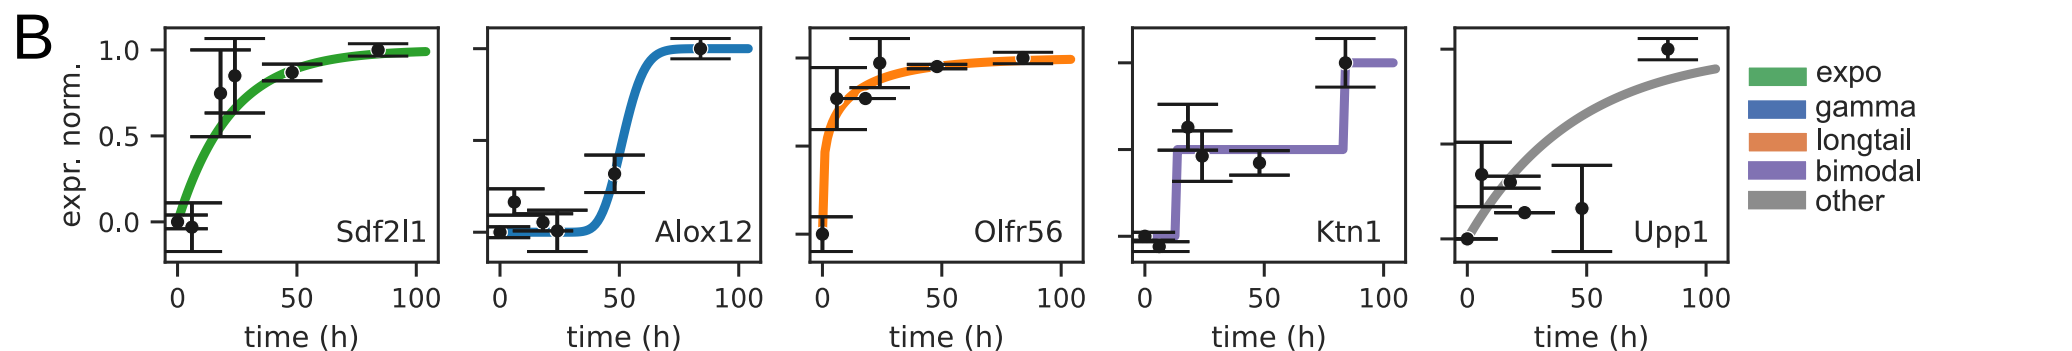 B
expr. norm.
1.0
0.5
0.0
Sdf2l1
Alox12
Olfr56
Ktn1
Upp1
0 50 100
0 50 100
0 50 100
0 50 100
0 50 100
time (h)
time (h)
time (h)
time (h)
time (h)
expo
gamma
longtail
bimodal
other